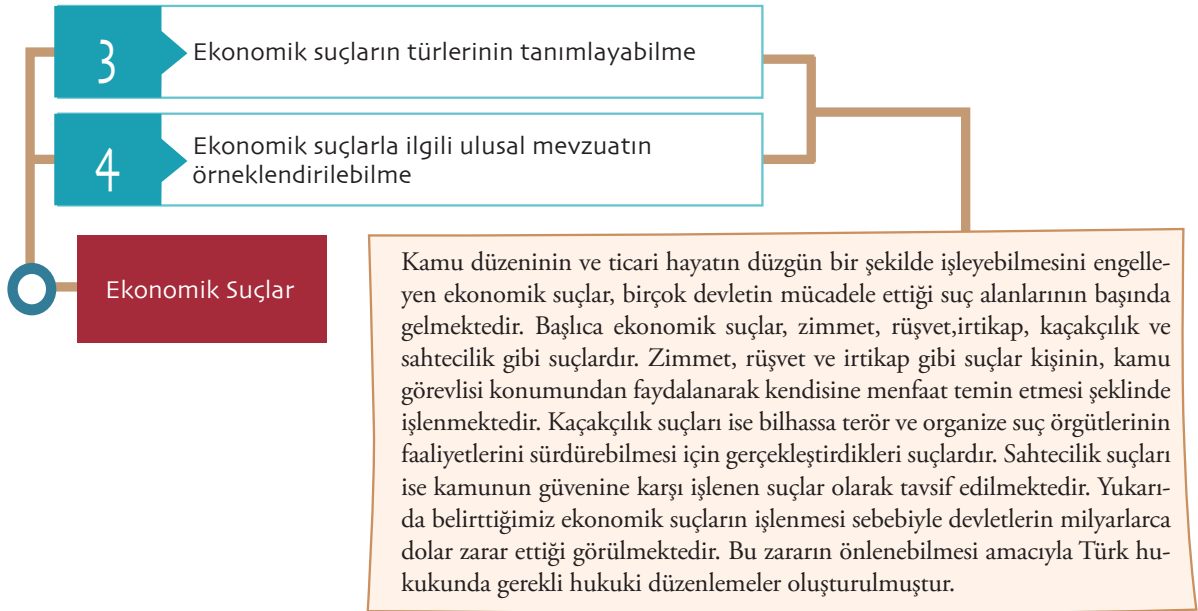 3
Ekonomik suçların türlerinin tanımlayabilme
4
Ekonomik suçlarla ilgili ulusal mevzuatın
örneklendirilebilme
Ekonomik Suçlar
Kamu düzeninin ve ticari hayatın düzgün bir şekilde işleyebilmesini engelle-
yen ekonomik suçlar, birçok devletin mücadele ettiği suç alanlarının başında
gelmektedir. Başlıca ekonomik suçlar, zimmet, rüşvet,irtikap, kaçakçılık ve
sahtecilik gibi suçlardır. Zimmet, rüşvet ve irtikap gibi suçlar kişinin, kamu
görevlisi konumundan faydalanarak kendisine menfaat temin etmesi şeklinde
işlenmektedir. Kaçakçılık suçları ise bilhassa terör ve organize suç örgütlerinin
faaliyetlerini sürdürebilmesi için gerçekleştirdikleri suçlardır. Sahtecilik suçları
ise kamunun güvenine karşı işlenen suçlar olarak tavsif edilmektedir. Yukarı-
da belirttiğimiz ekonomik suçların işlenmesi sebebiyle devletlerin milyarlarca
dolar zarar ettiği görülmektedir. Bu zararın önlenebilmesi amacıyla Türk hu-
kukunda gerekli hukuki düzenlemeler oluşturulmuştur.